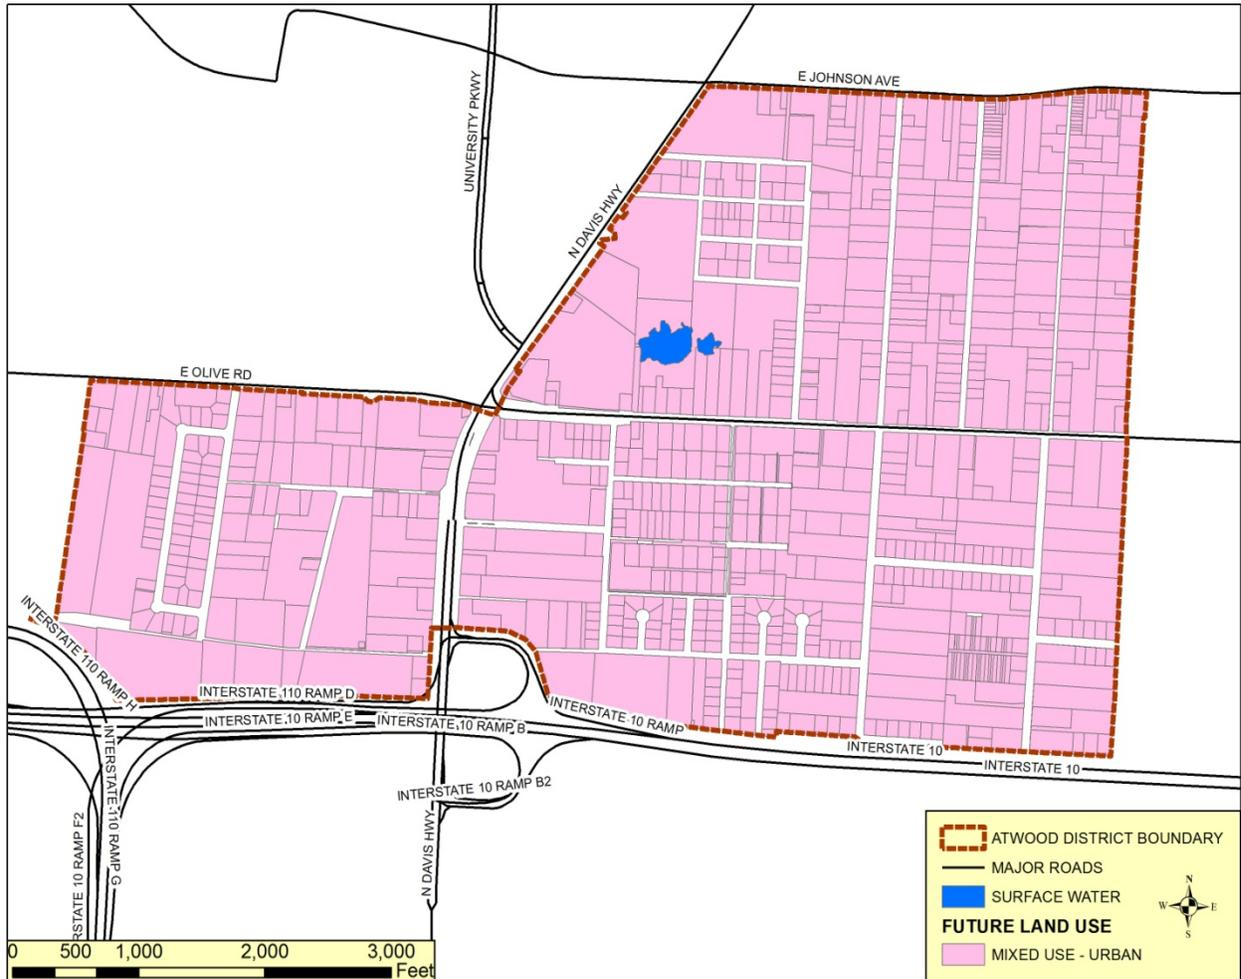 E JOHNSON AVE
UNIVERSITY PKWY
N DAVIS HWY
E OLIVE RD
INTERSTATE 110 RAMP H
INTERSTATE 110 RAMP D
INTERSTATE 10 RAMP E
INTERSTATE 10 RAMP B
INTERSTATE 10 RAMP
INTERSTATE 10
INTERSTATE 10
INTERSTATE 10 RAMP B2
INTERSTATE 110 RAMP G
RSTATE 10 RAMP F2
N DAVIS HWY
ATWOOD DISTRICT BOUNDARY
MAJOR ROADS
SURFACE WATER
FUTURE LAND USE
MIXED USE - URBAN
N
W E
S
0 500 1,000 2,000 3,000
Feet